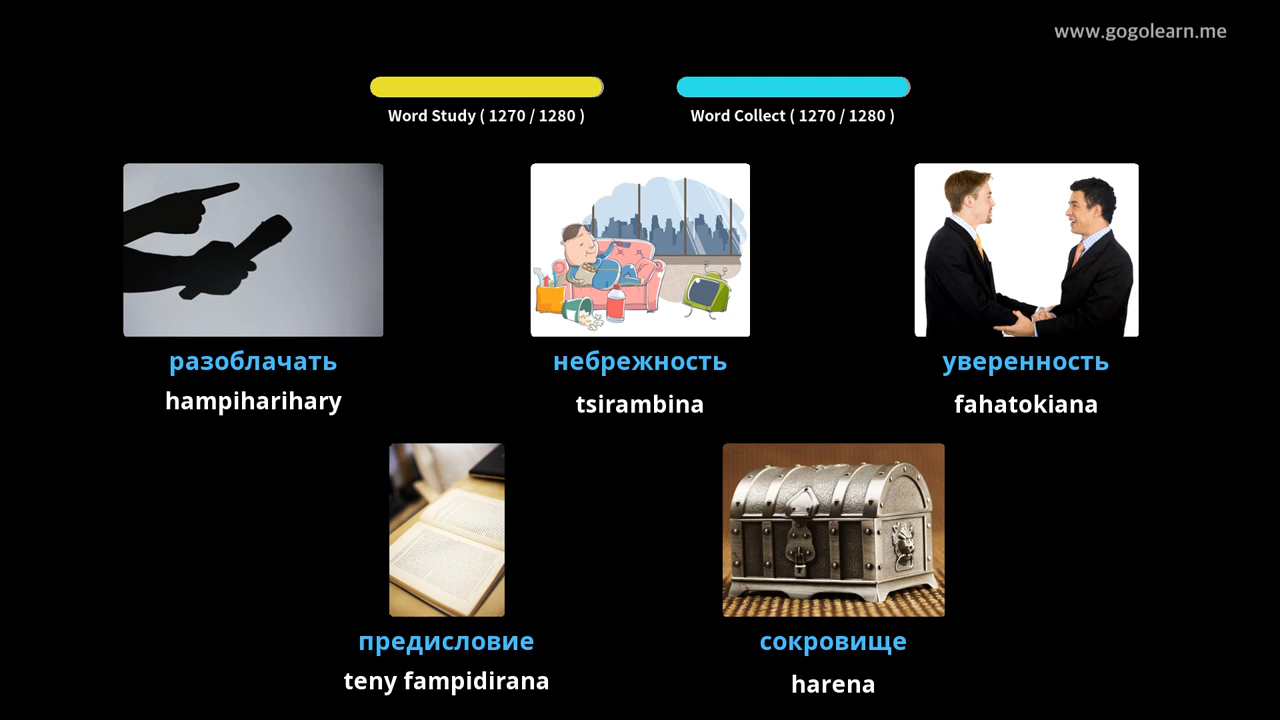 www.gogolearn.me
Word Study ( 1270 / 1280 )
Word Collect ( 1270 / 1280 )
разоблачать
hampiharihary
небрежность
tsirambina
уверенность
fahatokiana
предисловие
teny fampidirana
сокровище
harena